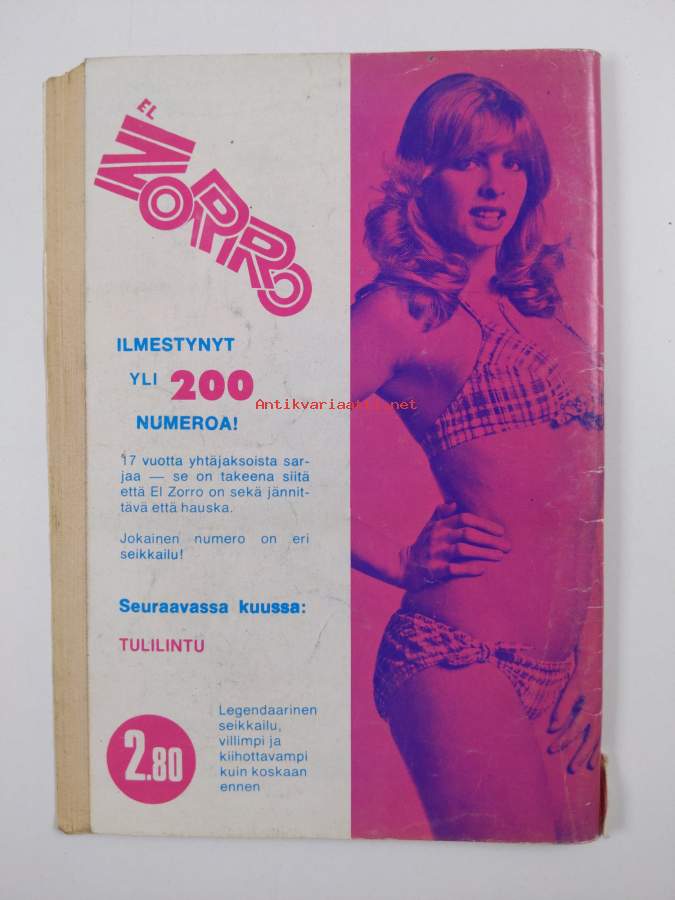 EL
ZORRO
ILMESTYNYT
YLI 200
NUMEROA!
Antikvariaatti.net
17 vuotta yhtäjaksoista sar-
jaa — se on takeena siitä
että El Zorro on sekä jännit-
tävä että hauska.
Jokainen numero on eri
seikkailu!
Seuraavassa kuussa:
TULILINTU
2.80
Legendaarinen
seikkailu,
villimpi ja
kiihottavampi
kuin koskaan
ennen